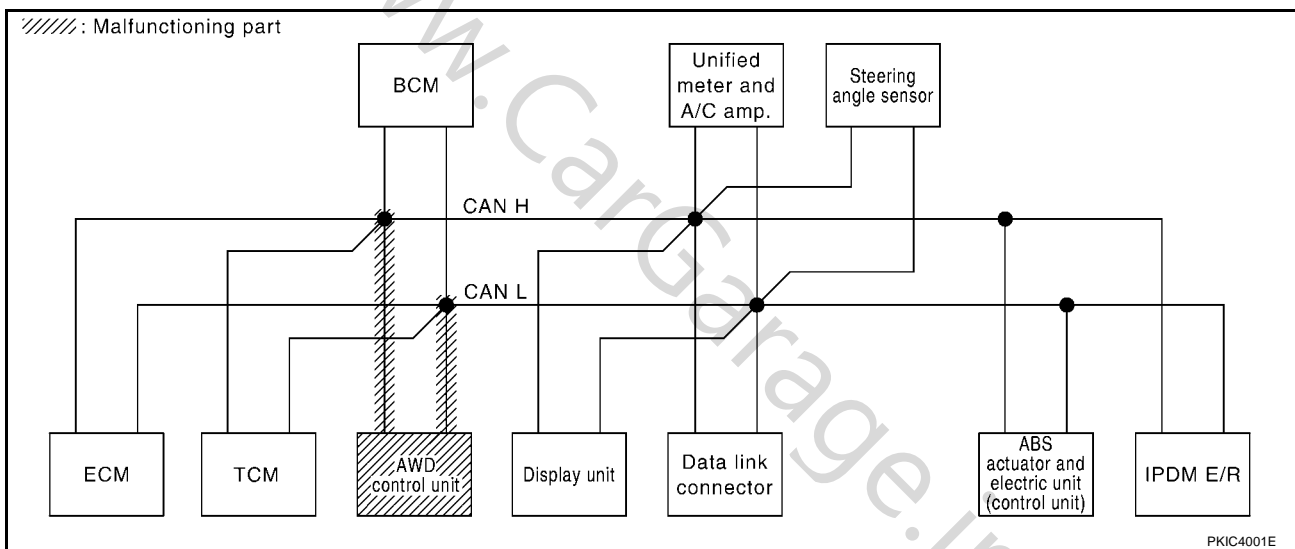 : Malfunctioning part
BCM
Unified
meter and
A/C amp.
Steering
angle sensor
CAN H
CAN L
ECM
TCM
AWD
control unit
Display unit
Data link
connector
ABS
actuator and
electric unit
(control unit)
IPDM E/R
PKIC4001E
www.CarGarage.i